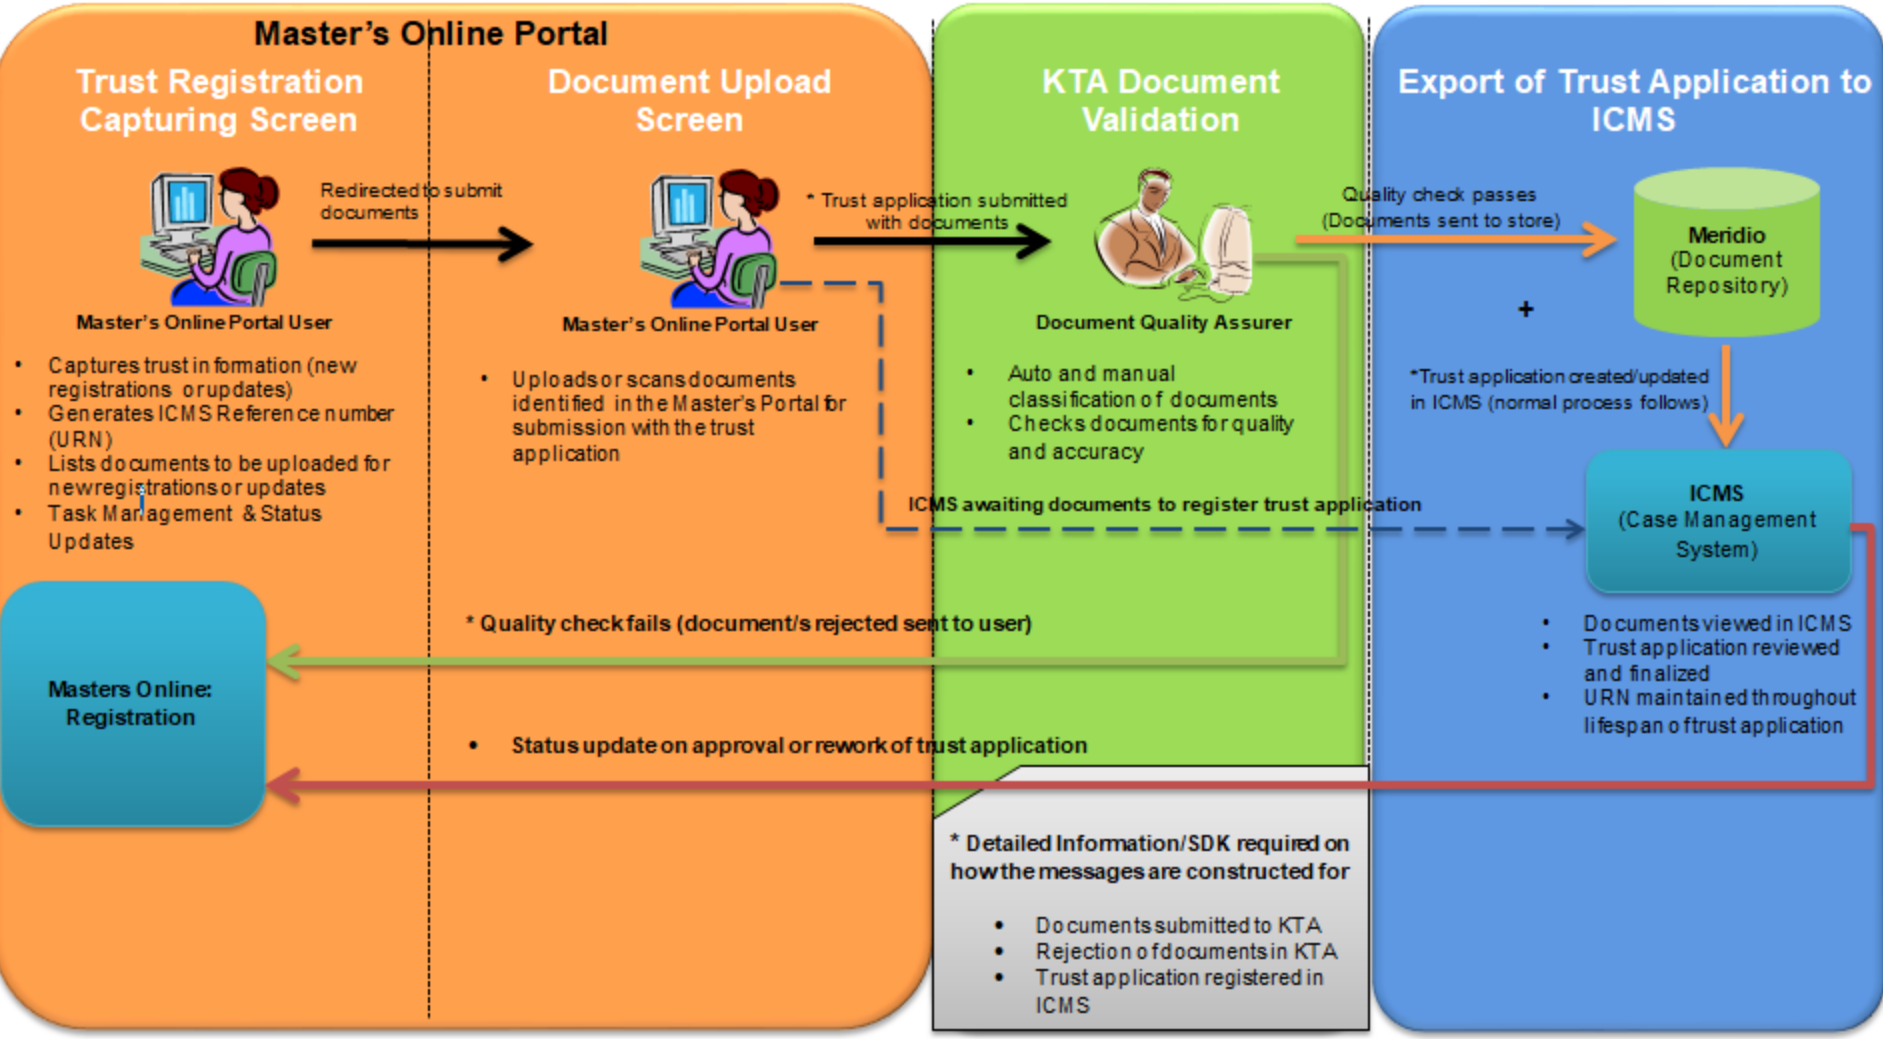 Master's Online Portal
Trust Registration
Capturing Screen
Document Upload
Screen
KTA Document
Validation
Export of Trust Application to
ICMS
Redirected to submit
documents
* Trust application submitted
with documents
Quality check passes
(Documents sent to store)
Meridio
(Document
Repository)
+
Master's Online Portal User
Master's Online Portal User
Document Quality Assurer
• Captures trust information (new
registrations or updates)
• Generates ICMS Reference number
(URN)
• Lists documents to be uploaded for
new registrations or updates
• Task Management & Status
Updates
• Uploads or scans documents
identified in the Master's Portal for
submission with the trust
application
• Auto and manual
classification of documents
• Checks documents for quality
and accuracy
*Trust application created/updated
in ICMS (normal process follows)
ICMS awaiting documents to register trust application
ICMS
(Case Management
System)
* Quality check fails (document/s rejected sent to user)
• Documents viewed in ICMS
• Trust application reviewed
and finalized
• URN maintained throughout
lifespan of trust application
Masters Online:
Registration
• Status update on approval or rework of trust application
* Detailed Information/SDK required on
how the messages are constructed for
• Documents submitted to KTA
• Rejection of documents in KTA
• Trust application registered in
ICMS